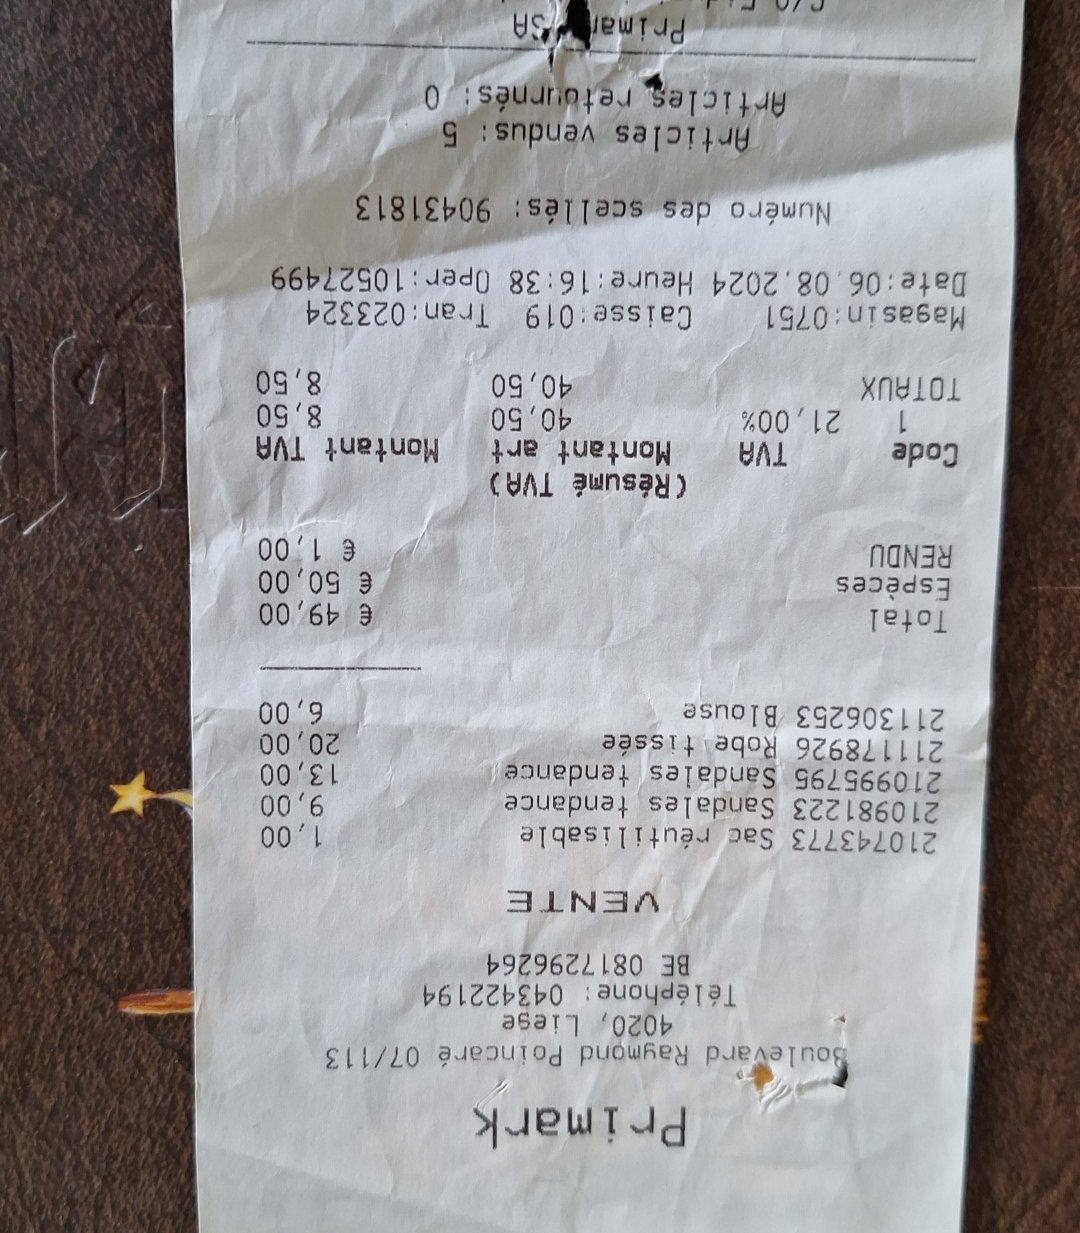 Primark
Boulevard Raymond Poincaré 07/113
4020, Liege
Téléphone: 043422194
BE 0817296264
VENTE
210743773 Sac réutilisable 1,00
210981223 Sandales tendance 9,00
210995795 Sandales tendance 13,00
211178926 Robe tissée 20,00
211306253 Blouse 6,00
Total € 49,00
Espèces € 50,00
RENDU € 1,00
(Résumé TVA)
Code TVA Montant art Montant TVA
1 21,00% 40,50 8,50
TOTAUX 40,50 8,50
Magasin:0751 Caisse:019 Tran:023324
Date:06.08.2024 Heure:16:38 Oper:10527499
Numéro des scellés: 90431813
Articles vendus: 5
Articles retournés: 0
SA